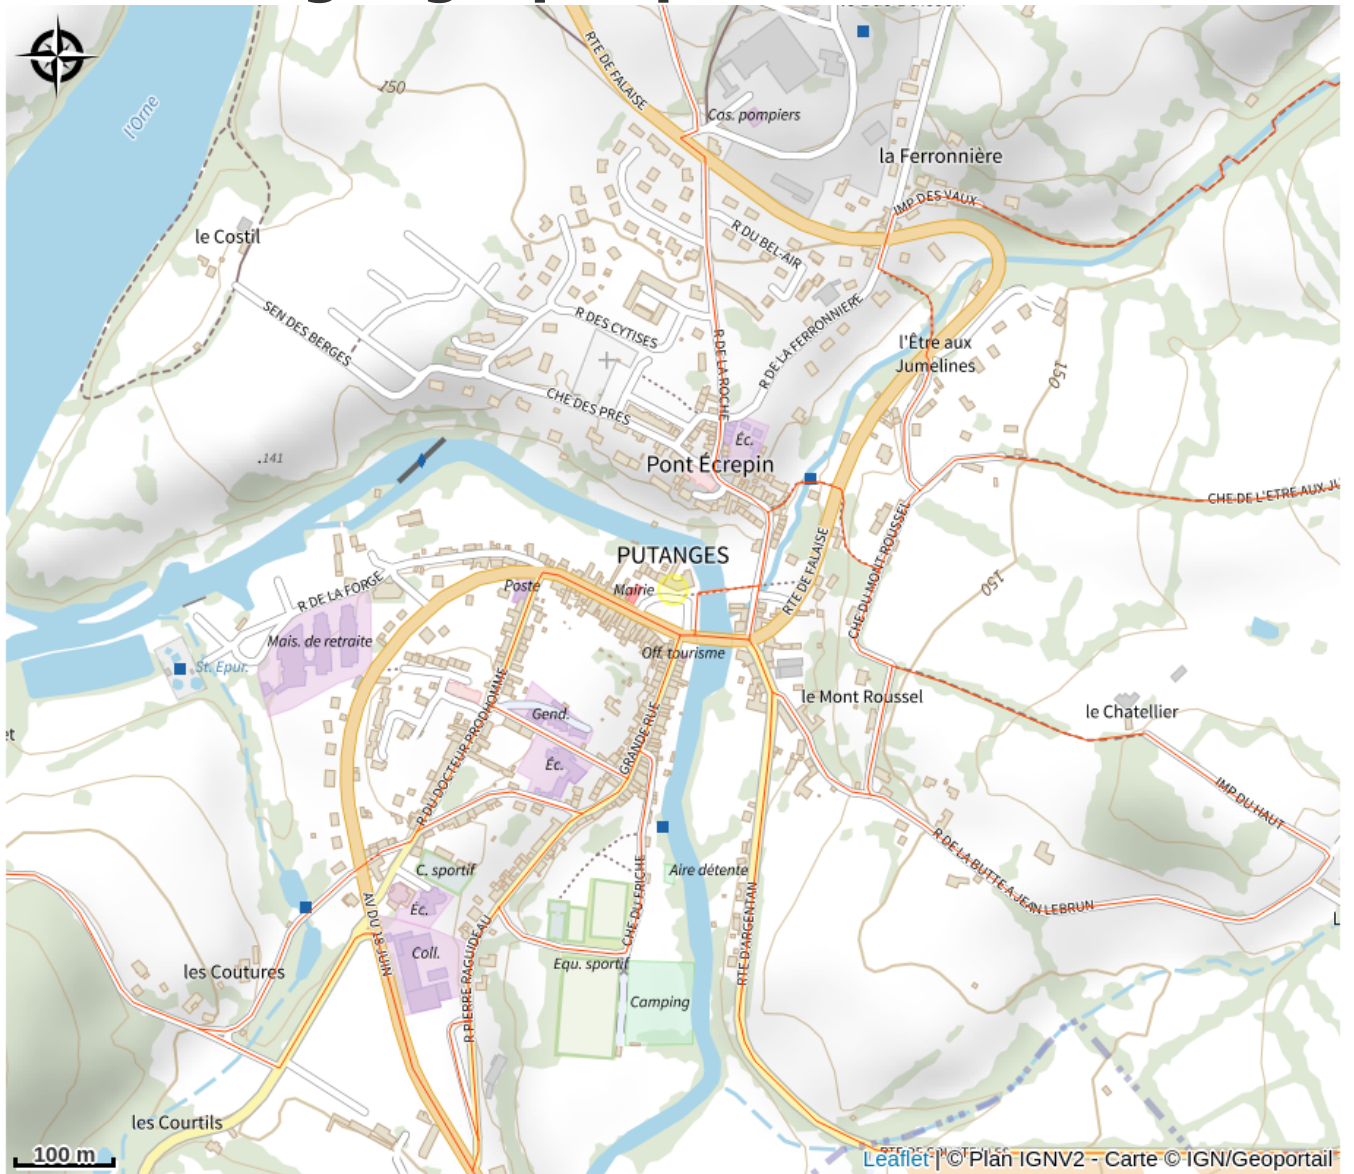 RTE DE FALAISE
150
l'Orne
Cas. pompiers
la Ferronnière
IMP DES VAUX
le Costil
R DU BEL-AIR
SEN DES BERGES
R DES CYTISES
R DE LA ROCHE
R DE LA FERRONNIERE
l'Être aux
Jumelines
150
CHE DES PRES
Éc.
.141
Pont Écrepin
CHE DE L'ETRE AUX JU
CHE DU MONT ROUSSEL
PUTANGES
RTE DE FALAISE
R DE LA FORGE
Poste
Mairie
150
Mais. de retraite
Off. tourisme
St. Epur.
R DU DOCTEUR PRODHOMME
le Mont Roussel
le Chatellier
Gend.
GRANDE RUE
et
Éc.
IMP DU HAUT
C. sportif
Aire détente
R DE LA BUTTE A JEAN LEBRUN
CHE DU FRICHE
Éc.
AV DU 18 JUIN
RTE D'ARGENTAN
L
Coll.
R PIERRE RAGUIDEAU
Equ. sportif
les Coutures
Camping
les Courtils
100 m
Leaflet | © Plan IGNV2 - Carte © IGN/Geoportail